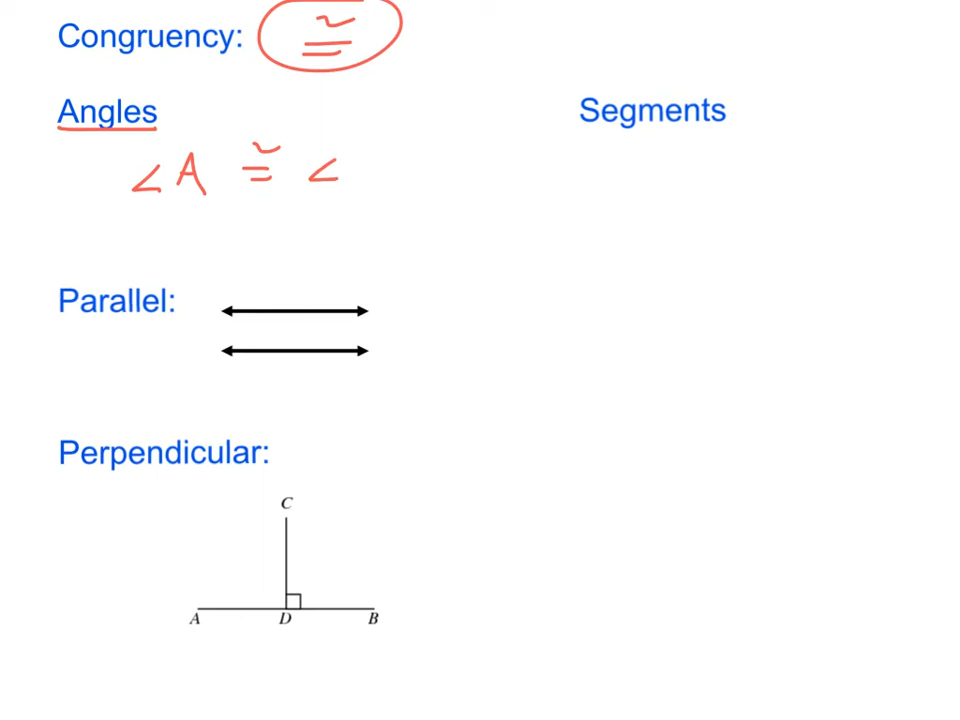 Congruency: ≅
Angles
Segments
∠A ≅ ∠
Parallel:
Perpendicular:
C
A D B